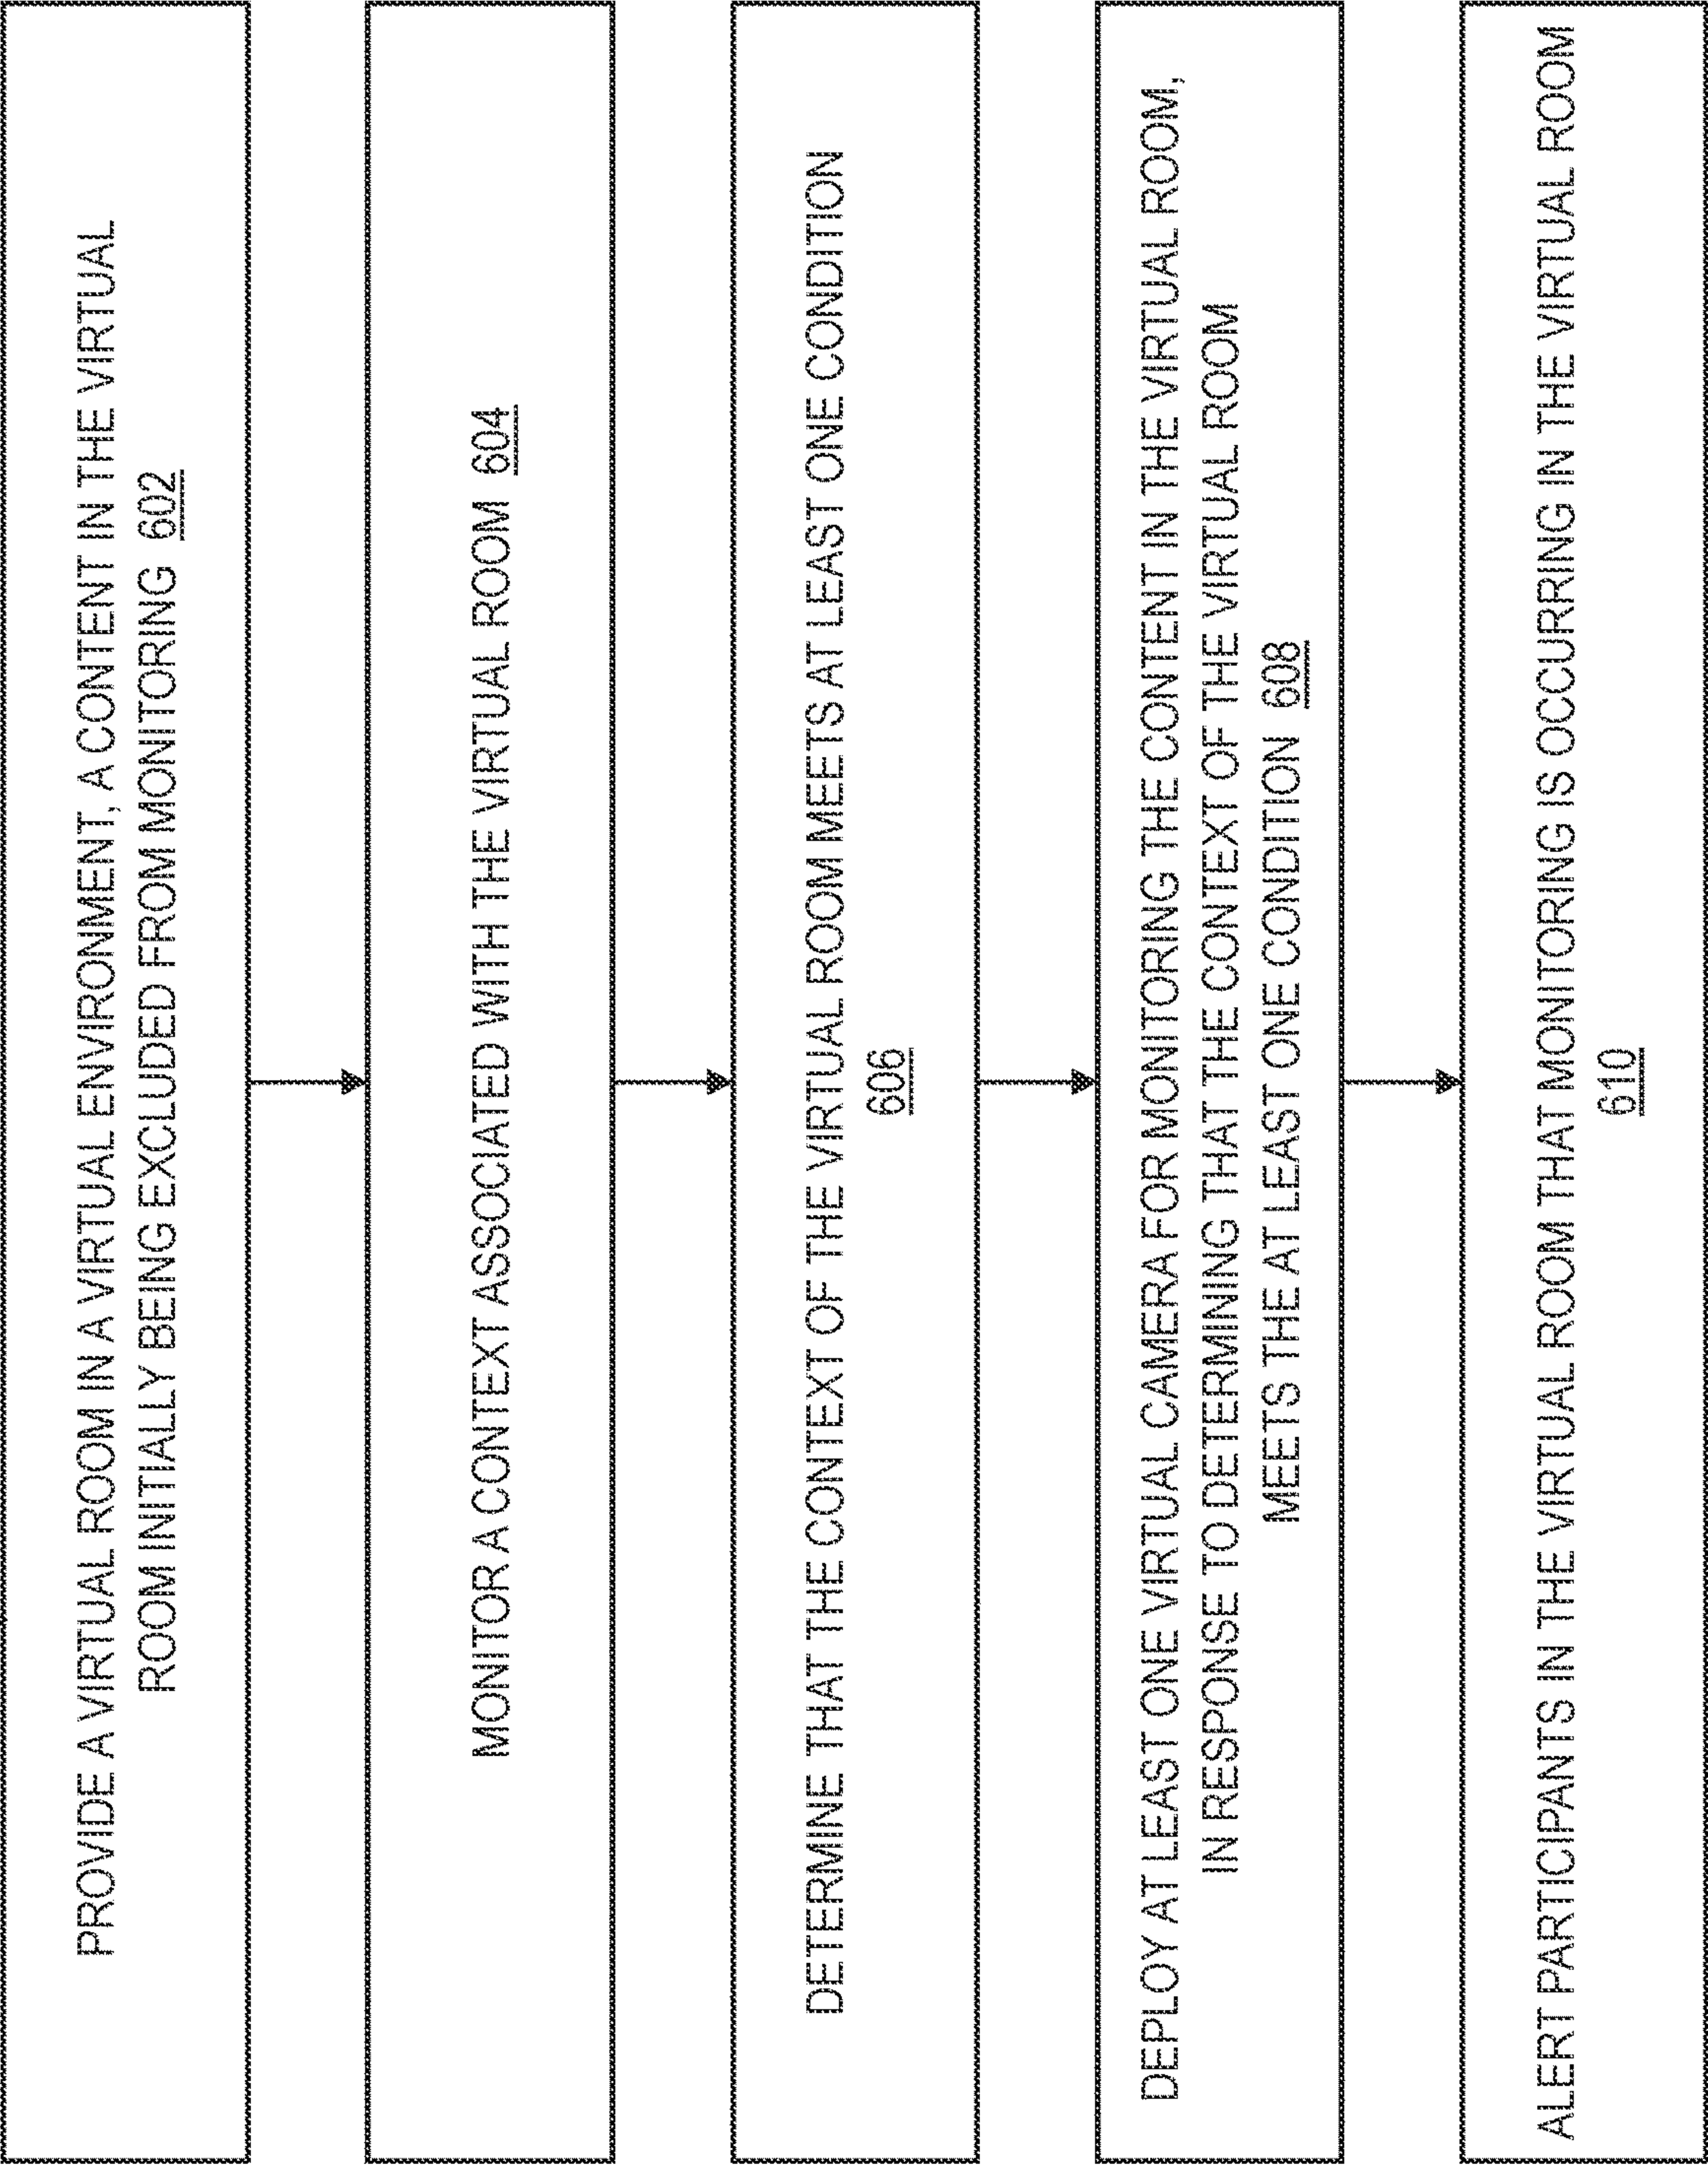 PROVIDE A VIRTUAL ROOM IN A VIRTUAL ENVIRONMENT, A CONTENT IN THE VIRTUAL
ROOM INITIALLY BEING EXCLUDED FROM MONITORING 602
MONITOR A CONTEXT ASSOCIATED WITH THE VIRTUAL ROOM 604
DETERMINE THAT THE CONTEXT OF THE VIRTUAL ROOM MEETS AT LEAST ONE CONDITION
606
DEPLOY AT LEAST ONE VIRTUAL CAMERA FOR MONITORING THE CONTENT IN THE VIRTUAL ROOM,
IN RESPONSE TO DETERMINING THAT THE CONTEXT OF THE VIRTUAL ROOM
MEETS THE AT LEAST ONE CONDITION 608
ALERT PARTICIPANTS IN THE VIRTUAL ROOM THAT MONITORING IS OCCURRING IN THE VIRTUAL ROOM
610